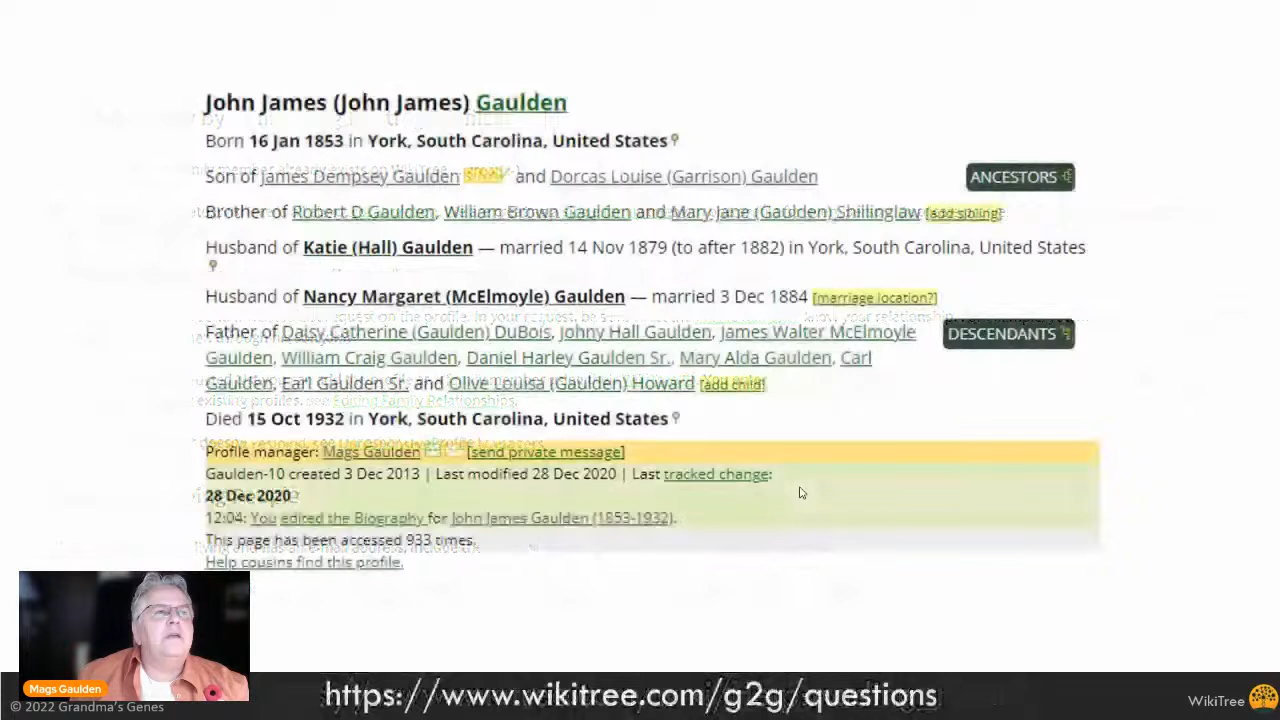 John James (John James) Gaulden
Born 16 Jan 1853 in York, South Carolina, United States
Son of James Dempsey Gaulden and Dorcas Louise (Garrison) Gaulden
ANCESTORS
Brother of Robert D Gaulden, William Brown Gaulden and Mary Jane (Gaulden) Shillinglaw [add sibling]
Husband of Katie (Hall) Gaulden — married 14 Nov 1879 (to after 1882) in York, South Carolina, United States
Husband of Nancy Margaret (McElmoyle) Gaulden — married 3 Dec 1884 [marriage location?]
Father of Daisy Catherine (Gaulden) DuBois, Johny Hall Gaulden, James Walter McElmoyle
DESCENDANTS
Gaulden, William Craig Gaulden, Daniel Harley Gaulden Sr., Mary Alda Gaulden, Carl
Gaulden, Earl Gaulden Sr. and Olive Louisa (Gaulden) Howard [add child]
existing profiles, see Editing Family Relationships.
Died 15 Oct 1932 in York, South Carolina, United States
Profile manager: Mags Gaulden [send private message]
Gaulden-10 created 3 Dec 2013 | Last modified 28 Dec 2020 | Last tracked change:
28 Dec 2020
12:04: You edited the Biography for John James Gaulden (1853-1932).
This page has been accessed 933 times.
Help cousins find this profile.
Mags Gaulden
© 2022 Grandma's Genes
https://www.wikitree.com/g2g/questions
WikiTree